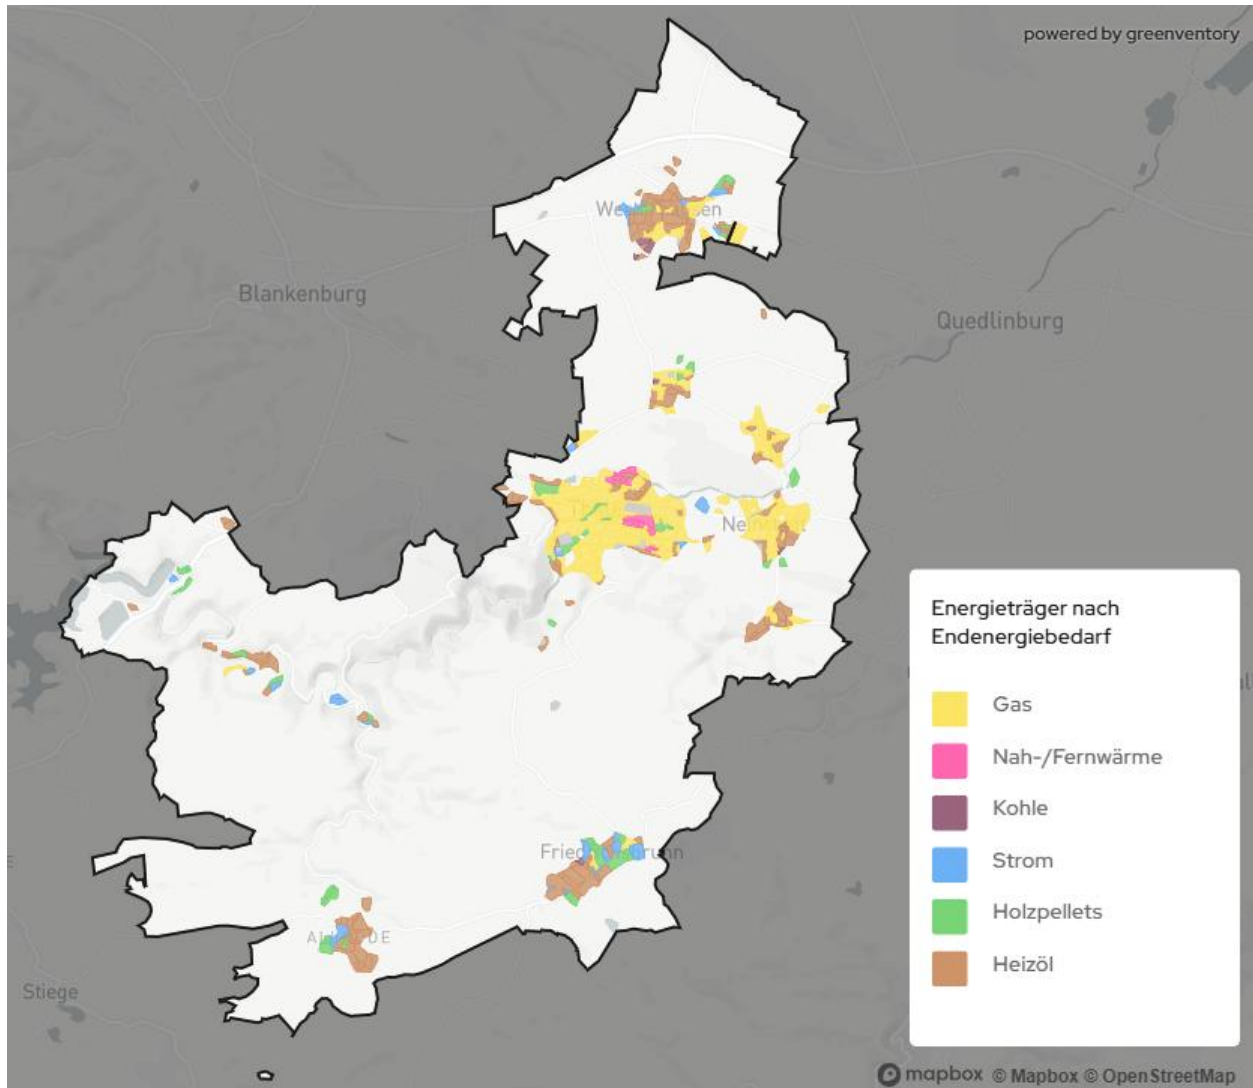 powered by greenventory
Blankenburg
Quedlinburg
Energieträger nach
Endenergiebedarf
Gas
Nah-/Fernwärme
Kohle
Strom
Holzpellets
Heizöl
Stiege
mapbox © Mapbox © OpenStreetMap